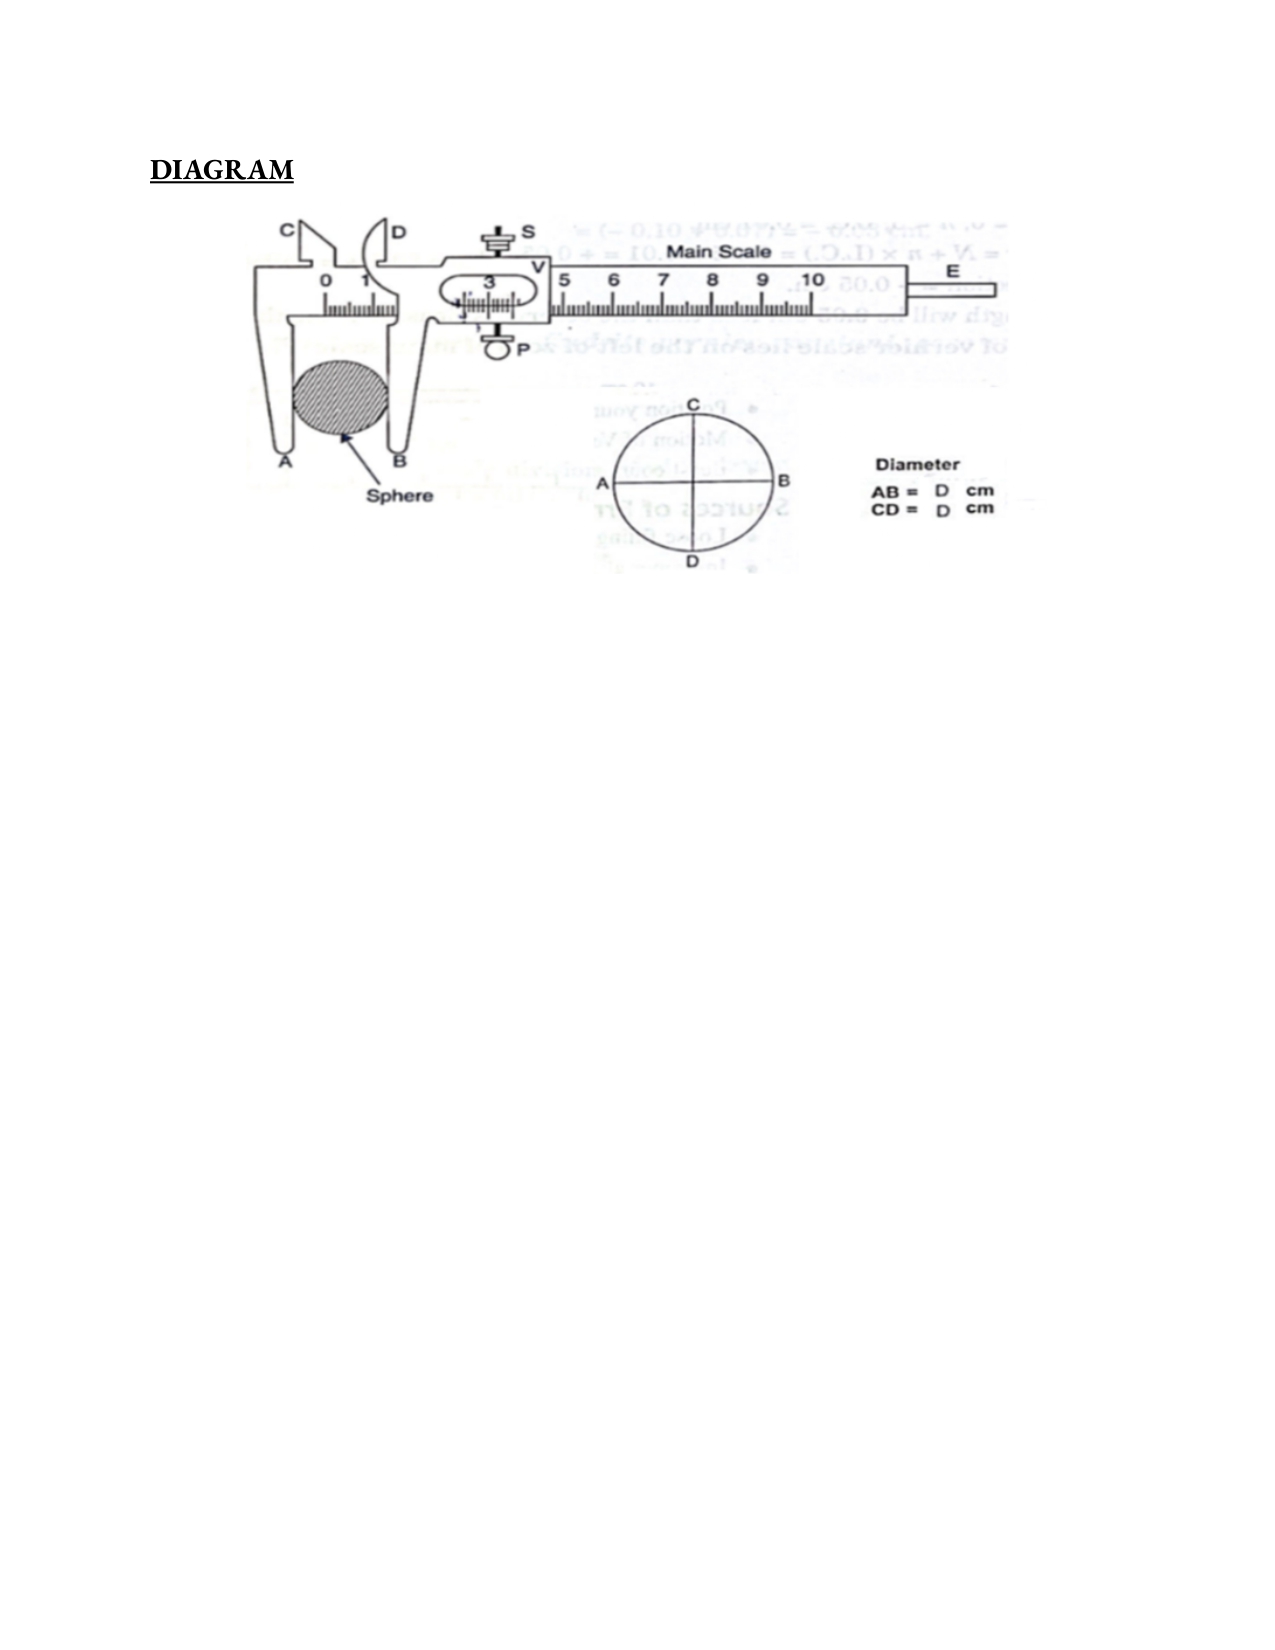 DIAGRAM
C D S
Main Scale
V E
0 1 3 5 6 7 8 9 10
P
A B
Sphere
C
A B
D
Diameter
AB = D cm
CD = D cm